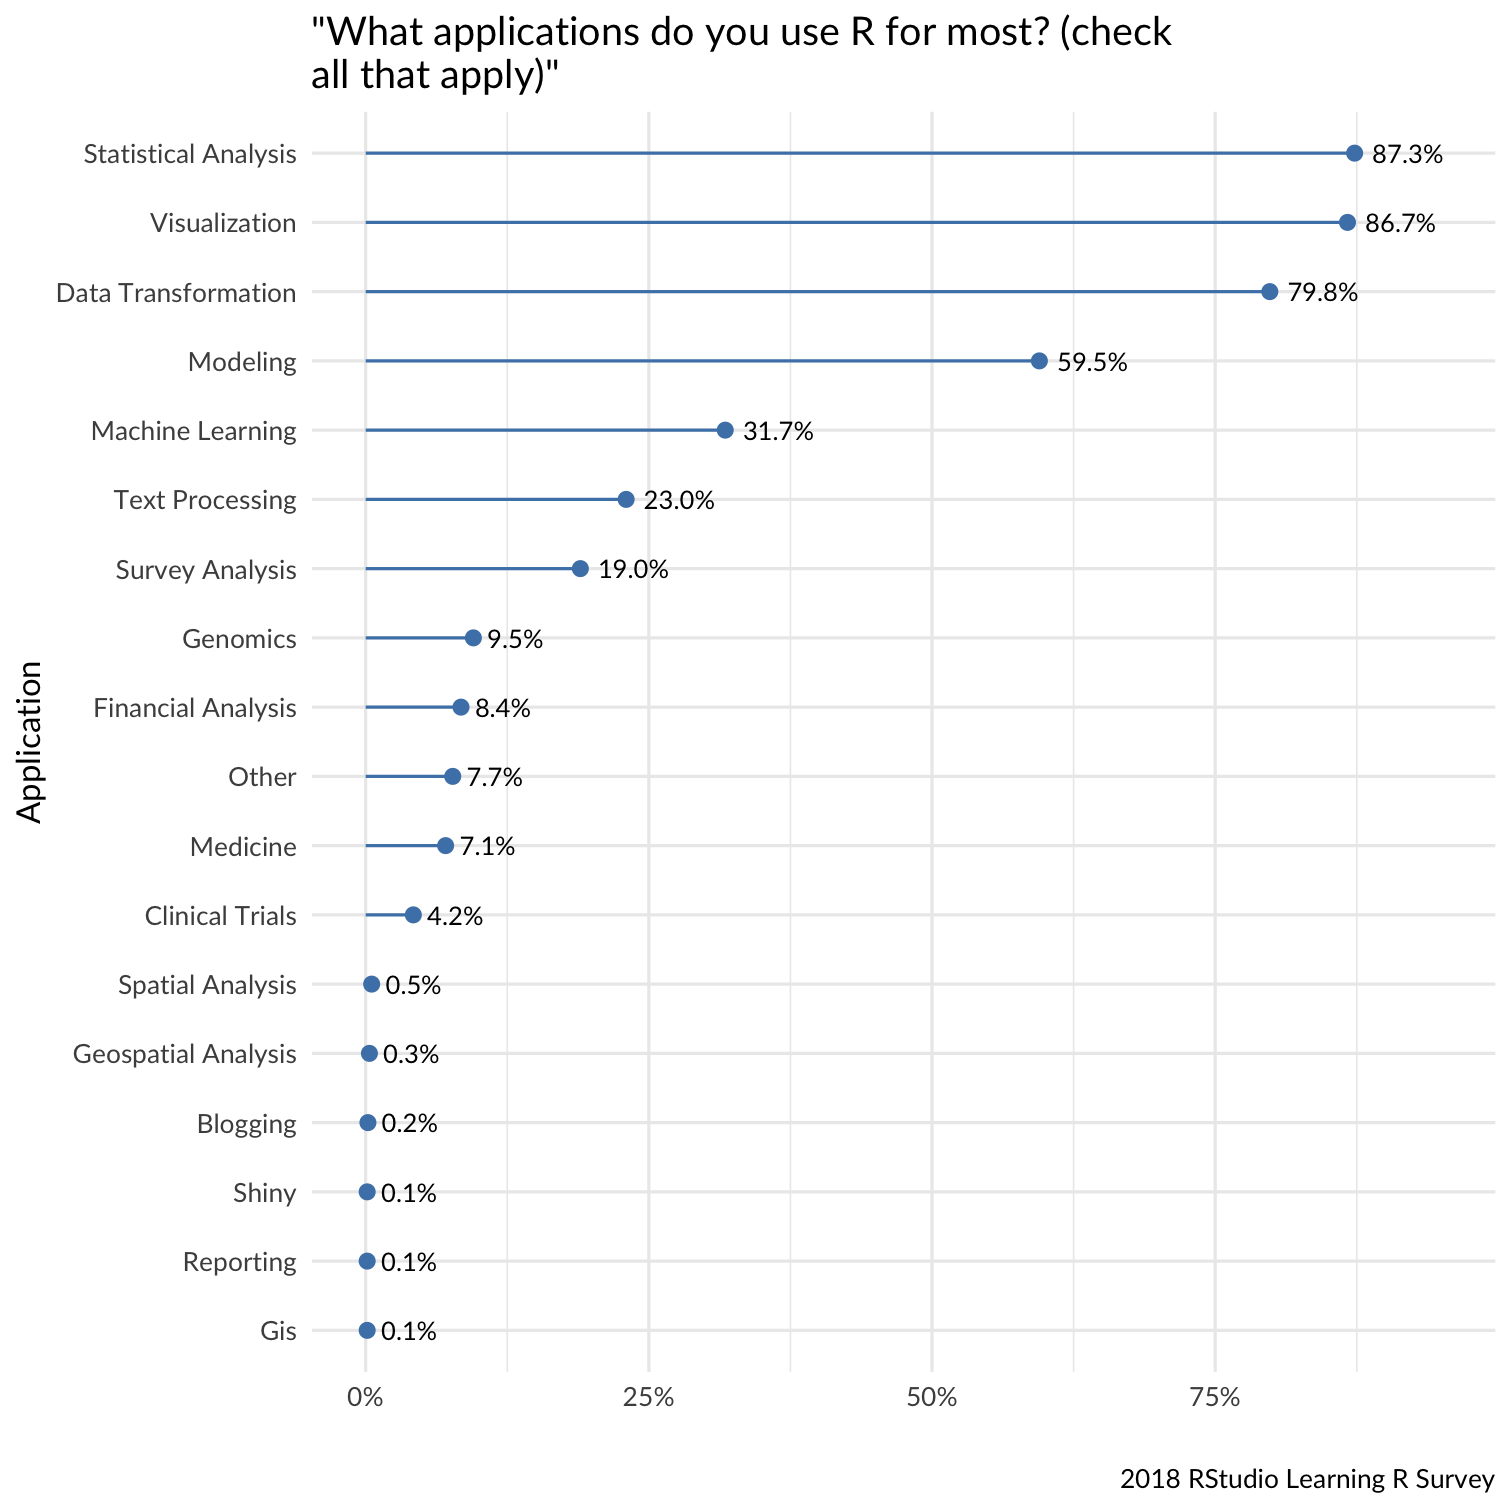 "What applications do you use R for most? (check
all that apply)"
Application
Statistical Analysis 87.3%
Visualization 86.7%
Data Transformation 79.8%
Modeling 59.5%
Machine Learning 31.7%
Text Processing 23.0%
Survey Analysis 19.0%
Genomics 9.5%
Financial Analysis 8.4%
Other 7.7%
Medicine 7.1%
Clinical Trials 4.2%
Spatial Analysis 0.5%
Geospatial Analysis 0.3%
Blogging 0.2%
Shiny 0.1%
Reporting 0.1%
Gis 0.1%
0% 25% 50% 75%
2018 RStudio Learning R Survey